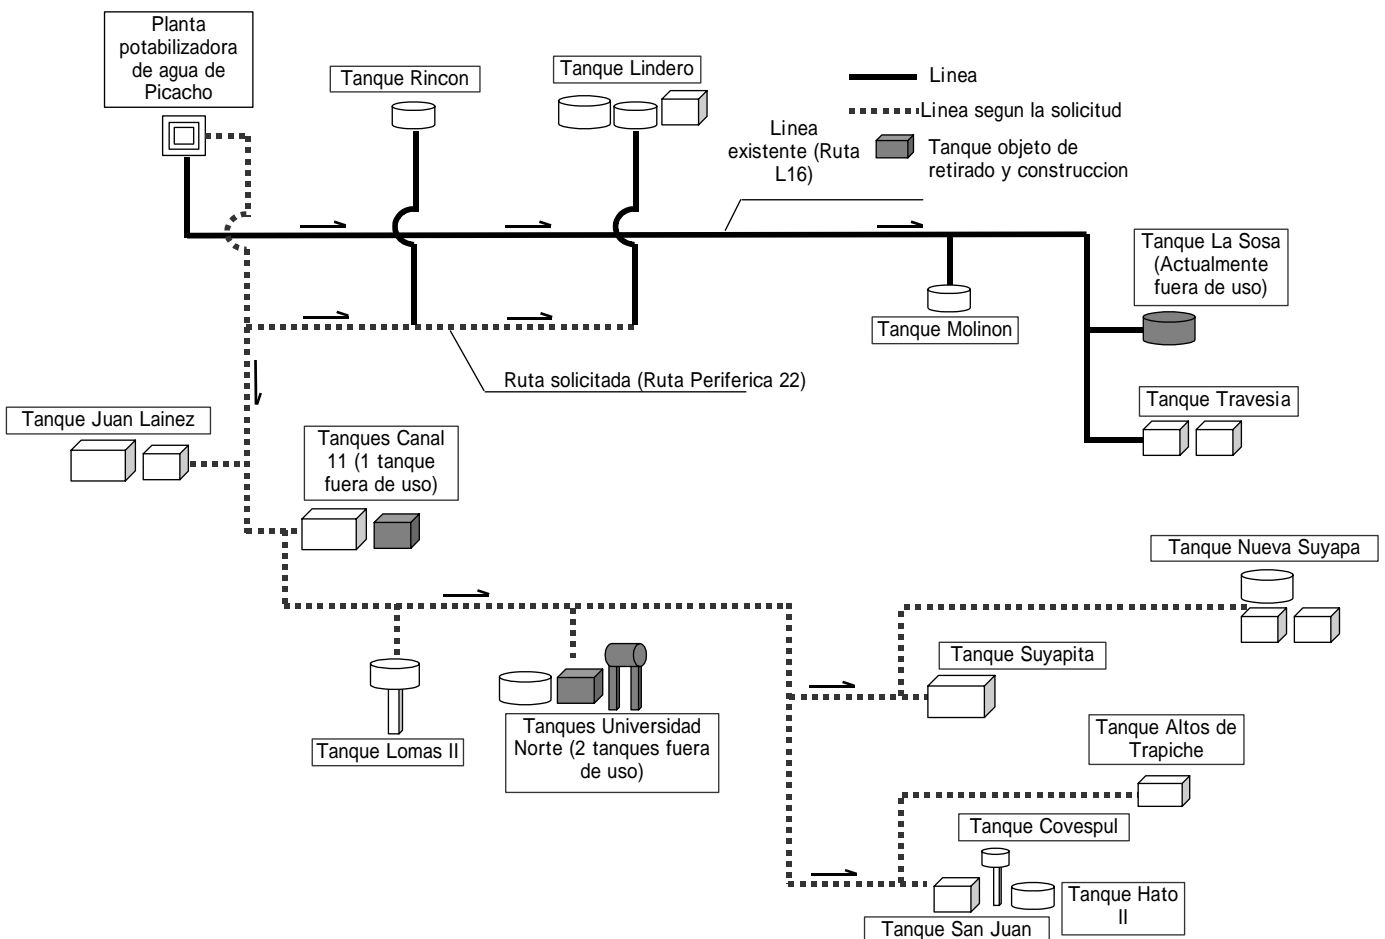 Planta
potabilizadora
de agua de
Picacho
Tanque Rincon
Tanque Lindero
Linea
Linea segun la solicitud
Tanque objeto de
retirado y construccion
Linea
existente (Ruta
L16)
Tanque La Sosa
(Actualmente
fuera de uso)
Tanque Molinon
Ruta solicitada (Ruta Periferica 22)
Tanque Travesia
Tanque Juan Lainez
Tanques Canal
11 (1 tanque
fuera de uso)
Tanque Nueva Suyapa
Tanque Suyapita
Tanque Lomas II
Tanques Universidad
Norte (2 tanques fuera
de uso)
Tanque Altos de
Trapiche
Tanque Covespul
Tanque Hato
II
Tanque San Juan